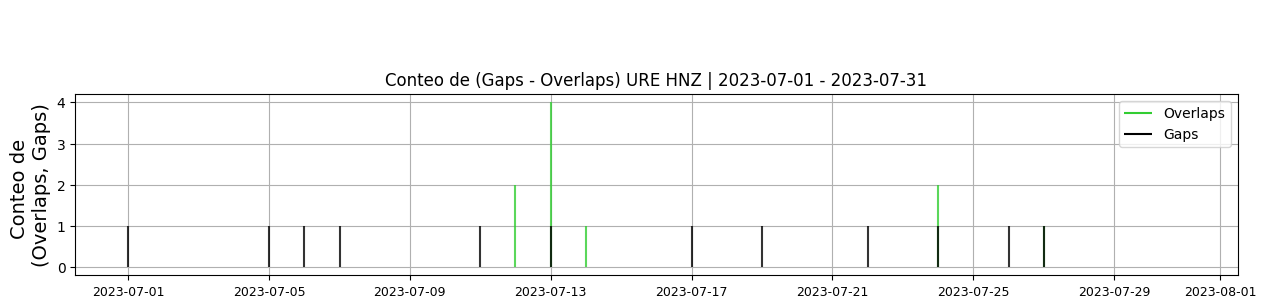 Conteo de (Gaps - Overlaps) URE HNZ | 2023-07-01 - 2023-07-31
Conteo de
(Overlaps, Gaps)
4
3
2
1
0
Overlaps
Gaps
2023-07-01 2023-07-05 2023-07-09 2023-07-13 2023-07-17 2023-07-21 2023-07-25 2023-07-29 2023-08-01